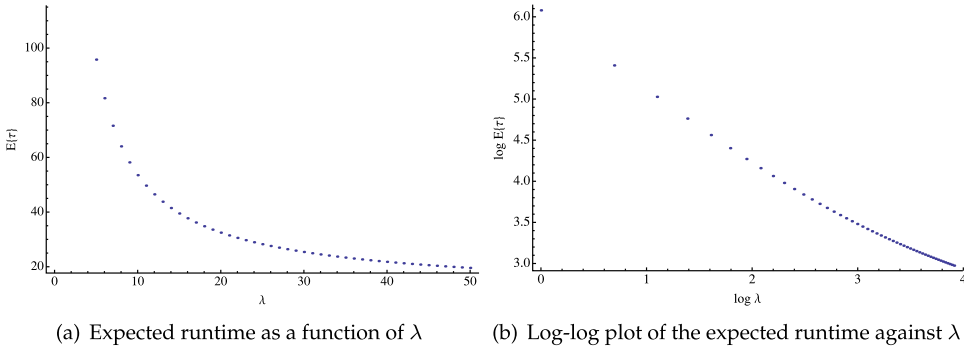 100
80
60
40
20
E{τ}
0 10 20 30 40 50
λ
6.0
5.5
5.0
4.5
4.0
3.5
3.0
log E{τ}
0 1 2 3 4
log λ
(a) Expected runtime as a function of λ
(b) Log-log plot of the expected runtime against λ